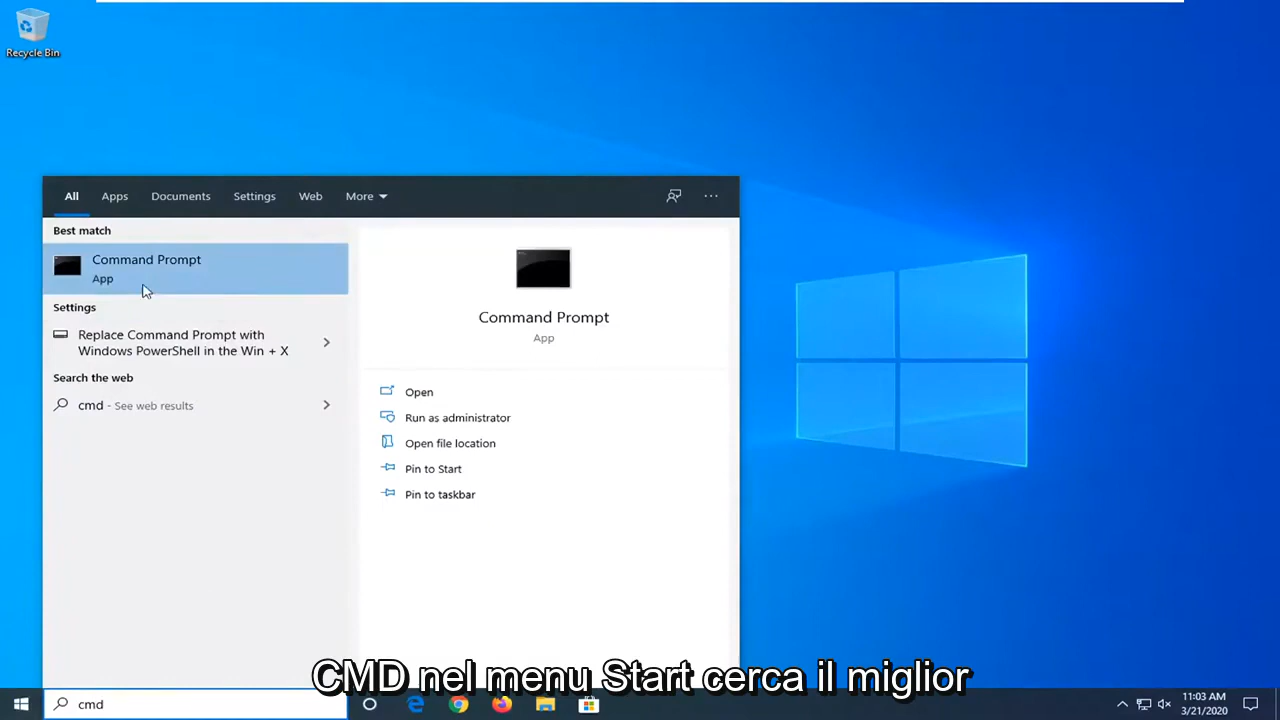 Recycle Bin
All Apps Documents Settings Web More
Best match
Command Prompt
App
Settings
Replace Command Prompt with
Windows PowerShell in the Win + X
Search the web
cmd - See web results
Command Prompt
App
Open
Run as administrator
Open file location
Pin to Start
Pin to taskbar
CMD nel menu Start cerca il miglior
cmd
11:03 AM
3/21/2020